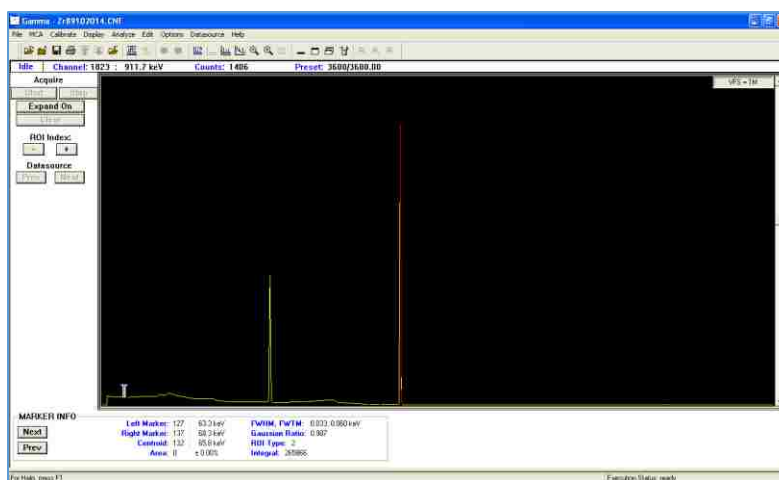 Gamma - Zr89102014.CNF
File MCA Calibrate Display Analyze Edit Options Datasource Help
Idle Channel: 1823 : 911.7 keV Counts: 1406 Preset: 3600/3600.00
Acquire
Start Stop
Expand On
Clear
ROI Index:
- +
Datasource
Prev Next
VFS = 1M
MARKER INFO
Next
Prev
Left Marker: 127 63.3 keV FWHM, FWTM: 0.033, 0.060 keV
Right Marker: 137 68.3 keV Gaussian Ratio: 0.987
Centroid: 132 65.8 keV ROI Type: 2
Area: 0 ± 0.00% Integral: 265866
For Help, press F1 Execution Status: ready